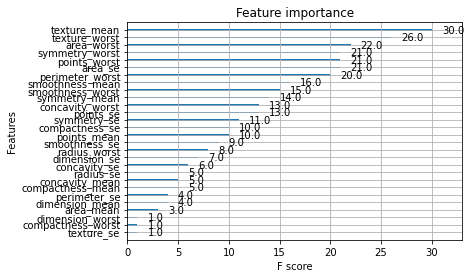 Feature importance
texture_mean 30.0
texture_worst 26.0
area_worst 22.0
symmetry_worst 21.0
points_worst 21.0
area_se 21.0
perimeter_worst 20.0
smoothness_mean 16.0
smoothness_worst 15.0
symmetry_mean 14.0
concavity_worst 13.0
points_se 13.0
symmetry_se 11.0
compactness_se 10.0
points_mean 10.0
smoothness_se 9.0
radius_worst 8.0
dimension_se 7.0
concavity_se 6.0
radius_se 5.0
concavity_mean 5.0
compactness_mean 5.0
perimeter_se 4.0
dimension_mean 4.0
area_mean 3.0
dimension_worst 1.0
compactness_worst 1.0
texture_se 1.0
Features
0 5 10 15 20 25 30
F score